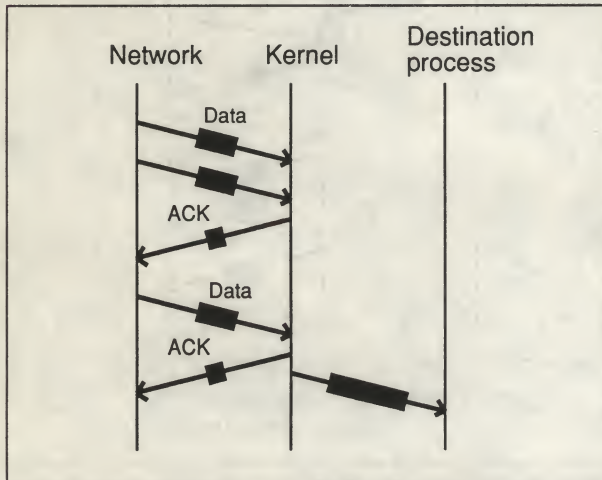 Network
Kernel
Destination
process
Data
ACK
Data
ACK